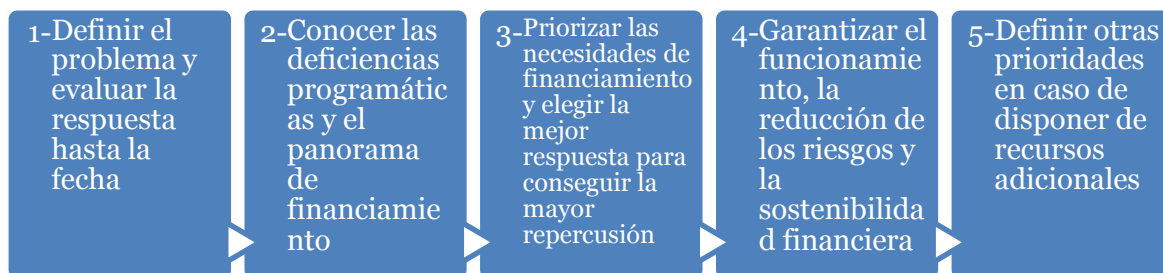 1-Definir el
problema y
evaluar la
respuesta
hasta la
fecha
2-Conocer las
deficiencias
programátic
as y el
panorama
de
financiamie
nto
3-Priorizar las
necesidades de
financiamiento
y elegir la
mejor
respuesta para
conseguir la
mayor
repercusión
4-Garantizar el
funcionamie
nto, la
reducción de
los riesgos y
la
sostenibilida
d financiera
5-Definir otras
prioridades
en caso de
disponer de
recursos
adicionales